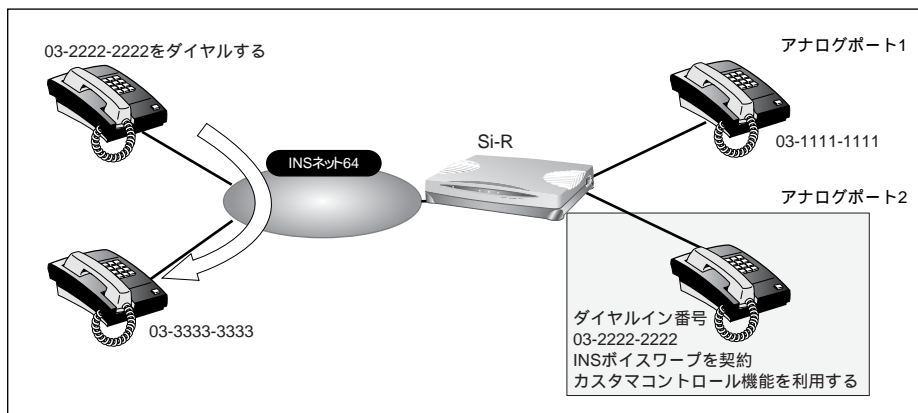 03-2222-2222をダイヤルする
アナログポート1
Si-R
INSネット64
03-1111-1111
アナログポート2
03-3333-3333
ダイヤルイン番号
03-2222-2222
INSボイスワープを契約
カスタマコントロール機能を利用する